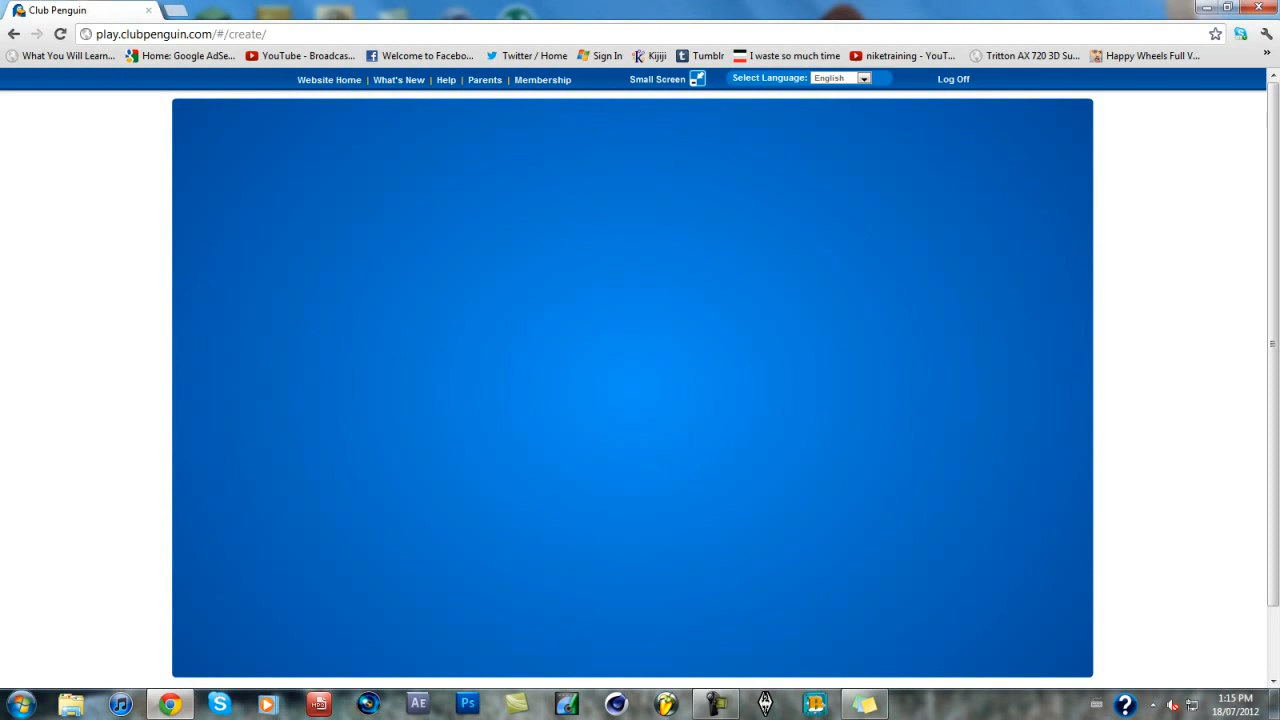 Club Penguin
play.clubpenguin.com/#/create/
What You Will Learn... Home: Google AdSe... YouTube - Broadcas... Welcome to Facebo... Twitter / Home Sign In Kijiji Tumblr I waste so much time niketraining - YouT... Tritton AX 720 3D Su... Happy Wheels Full V...
Website Home | What's New | Help | Parents | Membership Small Screen Select Language: English Log Off
AE Ps
1:15 PM
18/07/2012